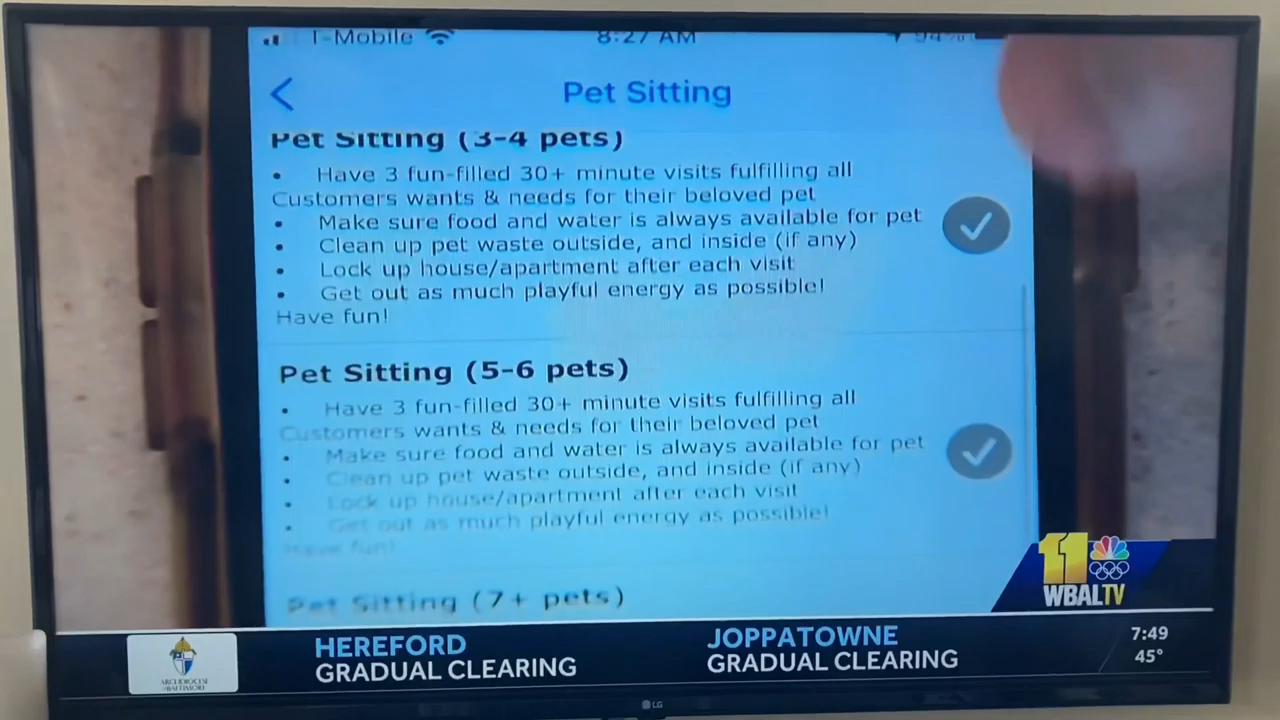 T-Mobile 8:27 AM 94%
Pet Sitting
Pet Sitting (3-4 pets)
• Have 3 fun-filled 30+ minute visits fulfilling all
Customers wants & needs for their beloved pet
• Make sure food and water is always available for pet
• Clean up pet waste outside, and inside (if any)
• Lock up house/apartment after each visit
• Get out as much playful energy as possible!
Have fun!
Pet Sitting (5-6 pets)
• Have 3 fun-filled 30+ minute visits fulfilling all
Customers wants & needs for their beloved pet
• Make sure food and water is always available for pet
• Clean up pet waste outside, and inside (if any)
• Lock up house/apartment after each visit
• Get out as much playful energy as possible!
Have fun!
Pet Sitting (7+ pets)
11
WBALTV
ARCHDIOCESE
OF BALTIMORE
HEREFORD
GRADUAL CLEARING
JOPPATOWNE
GRADUAL CLEARING
7:49
45°
LG